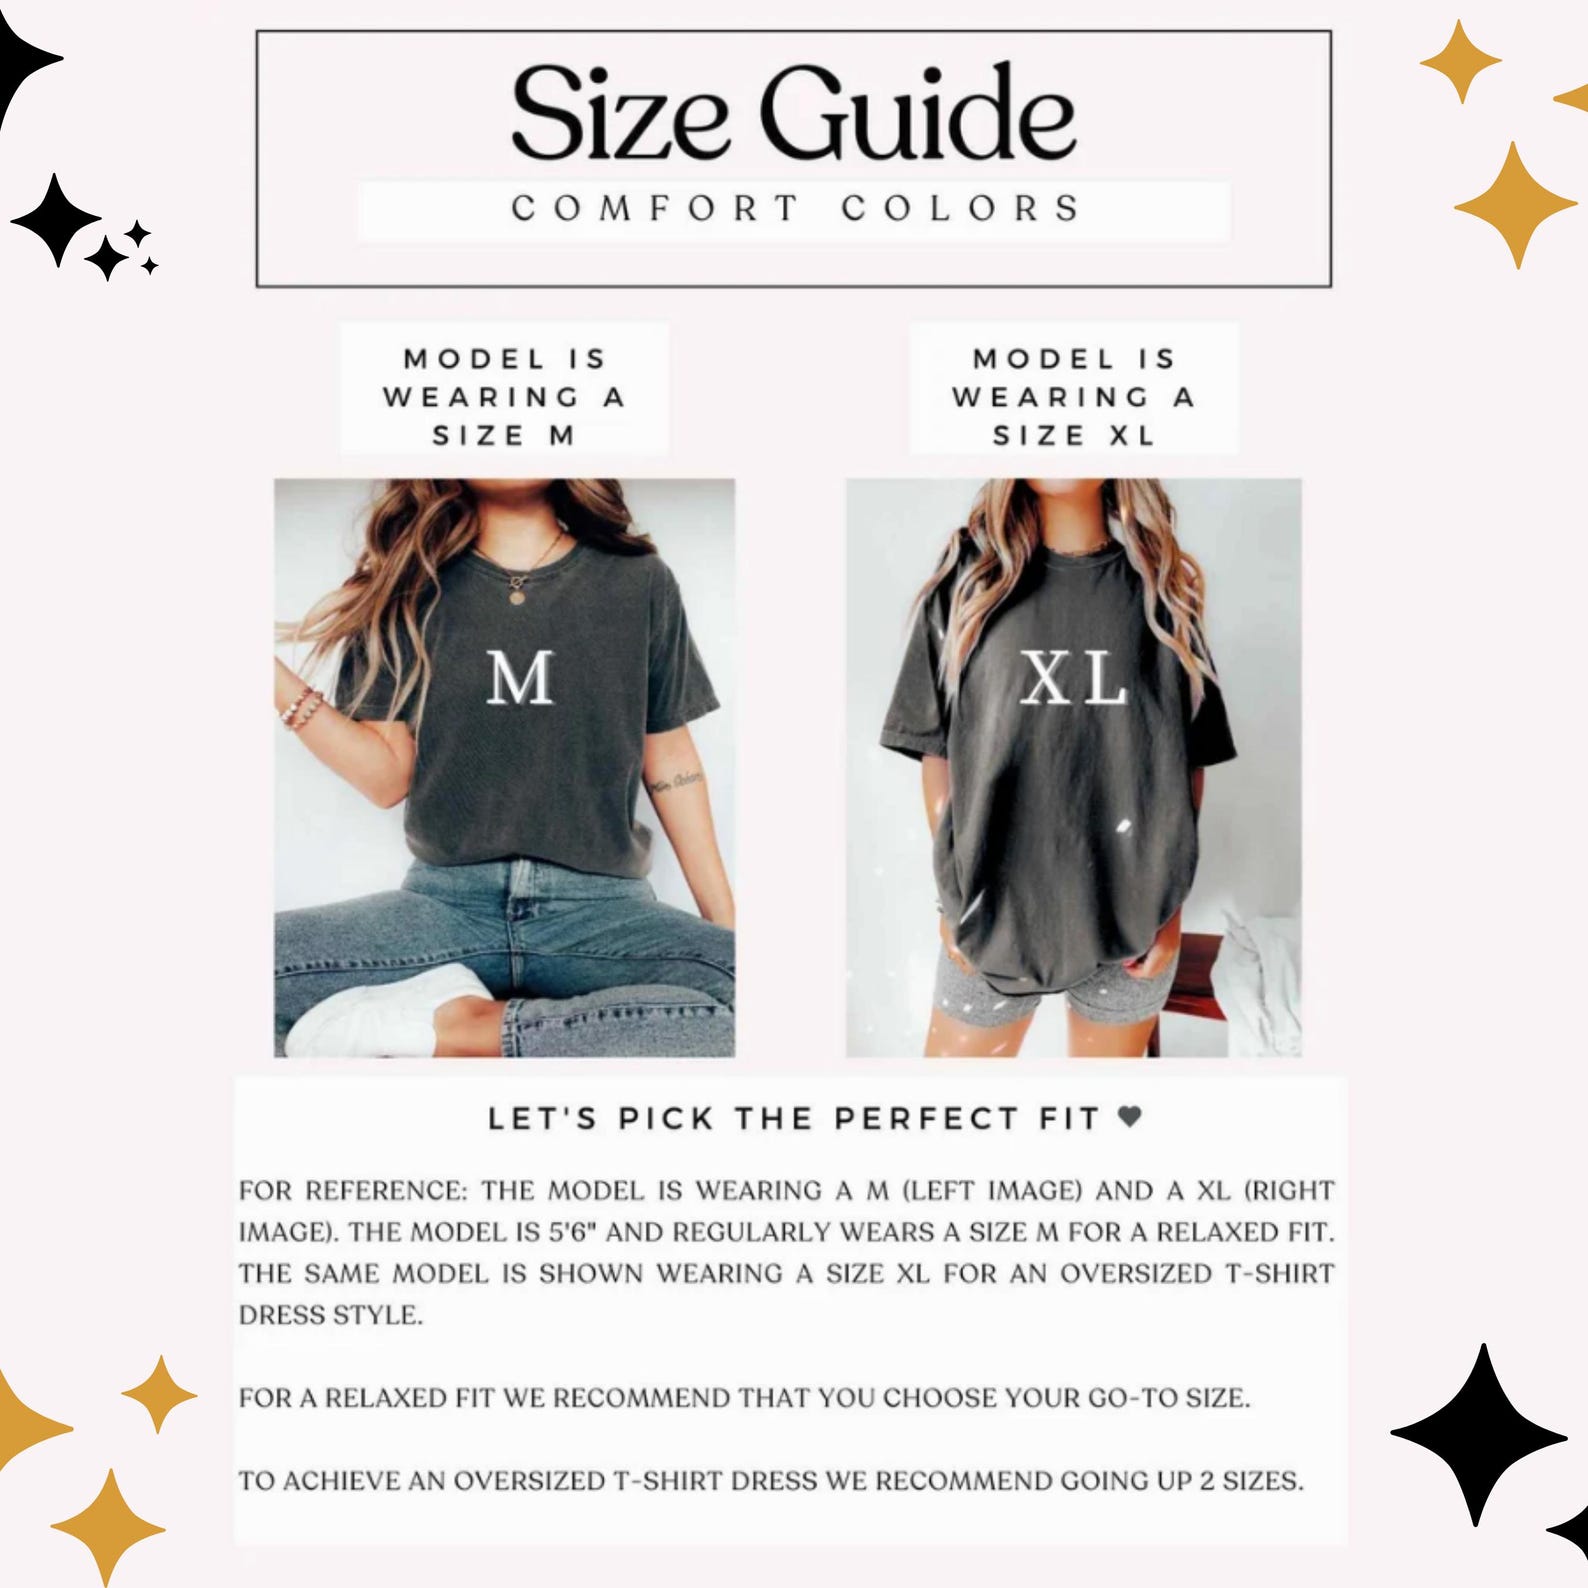 Size Guide
COMFORT COLORS
MODEL IS
WEARING A
SIZE M
MODEL IS
WEARING A
SIZE XL
M
XL
LET'S PICK THE PERFECT FIT
FOR REFERENCE: THE MODEL IS WEARING A M (LEFT IMAGE) AND A XL (RIGHT
IMAGE). THE MODEL IS 5'6" AND REGULARLY WEARS A SIZE M FOR A RELAXED FIT.
THE SAME MODEL IS SHOWN WEARING A SIZE XL FOR AN OVERSIZED T-SHIRT
DRESS STYLE.
FOR A RELAXED FIT WE RECOMMEND THAT YOU CHOOSE YOUR GO-TO SIZE.
TO ACHIEVE AN OVERSIZED T-SHIRT DRESS WE RECOMMEND GOING UP 2 SIZES.